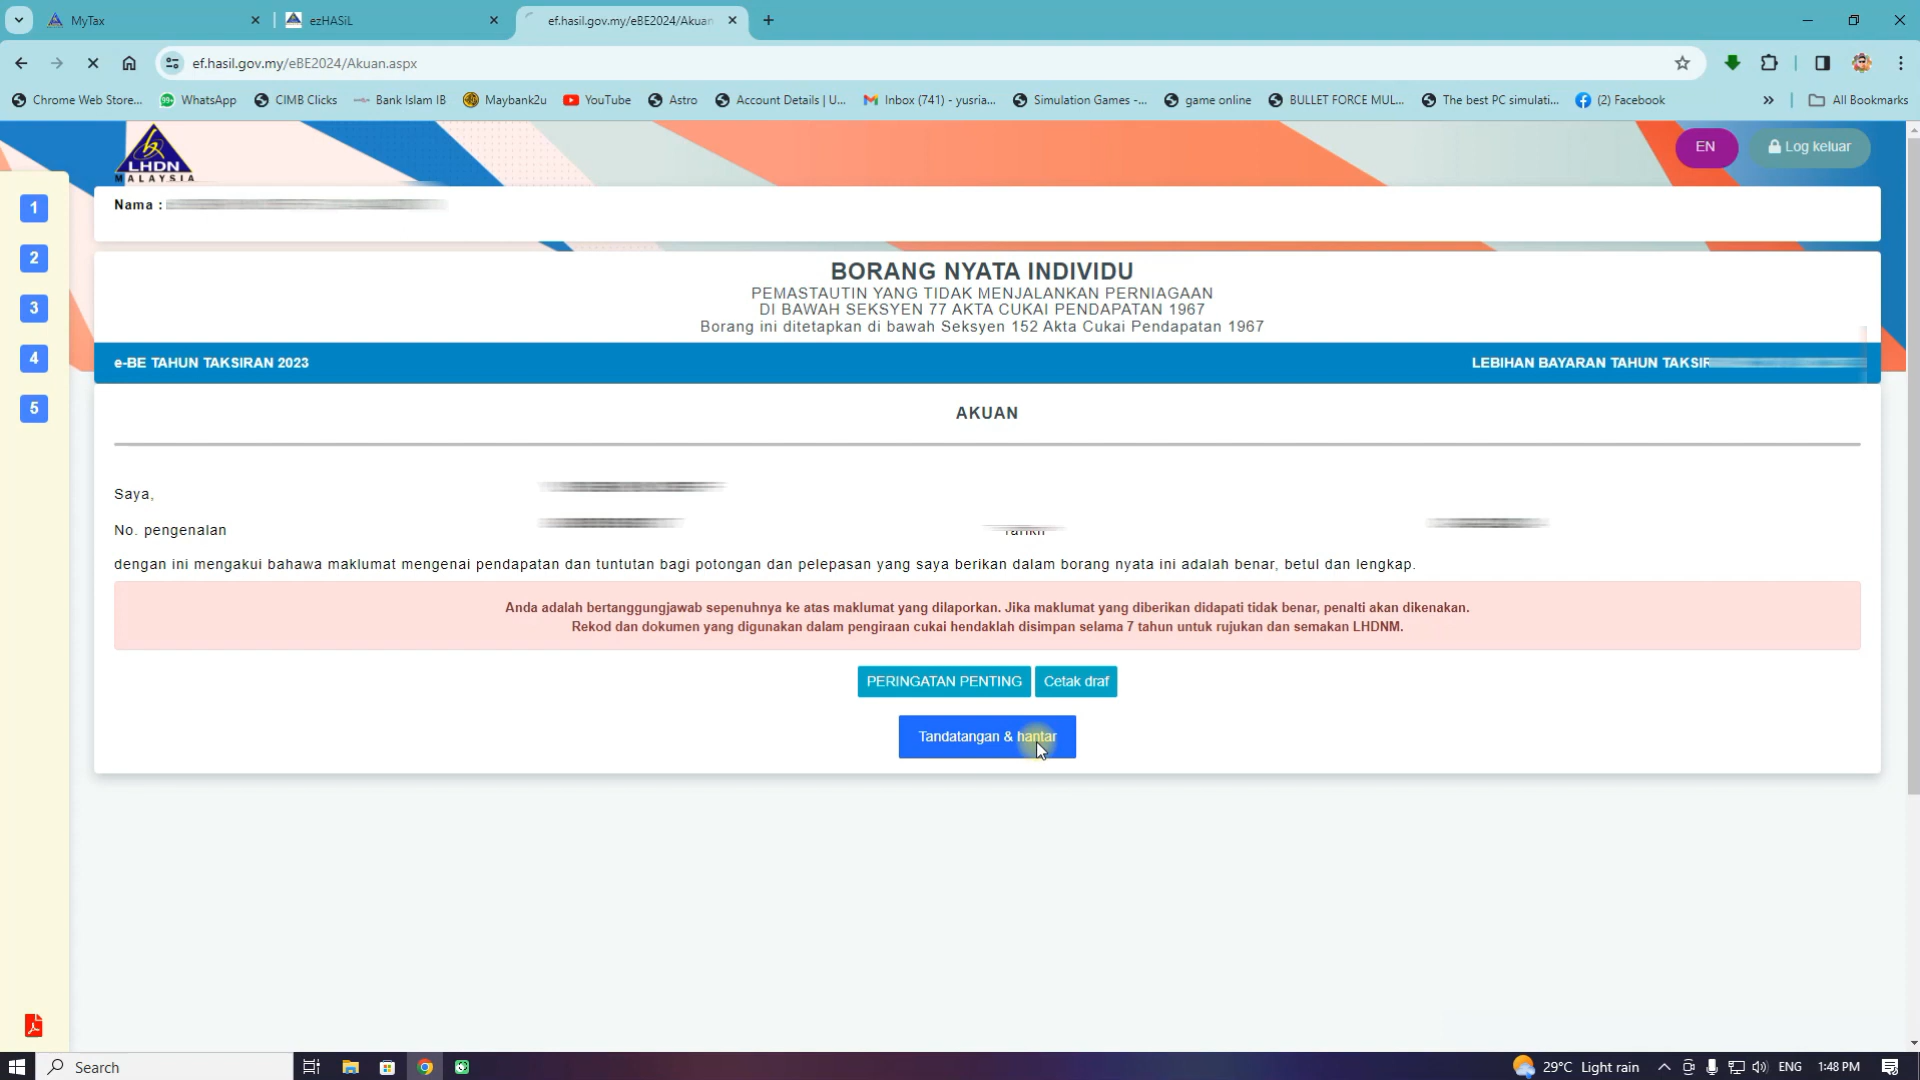 MyTax
ezHASiL
ef.hasil.gov.my/eBE2024/Akuan
ef.hasil.gov.my/eBE2024/Akuan.aspx
Chrome Web Store...
WhatsApp
CIMB Clicks
Bank Islam IB
Maybank2u
YouTube
Astro
Account Details | U...
Inbox (741) - yusria...
Simulation Games -...
game online
BULLET FORCE MUL...
The best PC simulati...
(2) Facebook
»
All Bookmarks
LHDN
MALAYSIA
EN
Log keluar
1
2
3
4
5
Nama :
BORANG NYATA INDIVIDU
PEMASTAUTIN YANG TIDAK MENJALANKAN PERNIAGAAN
DI BAWAH SEKSYEN 77 AKTA CUKAI PENDAPATAN 1967
Borang ini ditetapkan di bawah Seksyen 152 Akta Cukai Pendapatan 1967
e-BE TAHUN TAKSIRAN 2023
LEBIHAN BAYARAN TAHUN TAKSIR
AKUAN
Saya,
No. pengenalan
dengan ini mengakui bahawa maklumat mengenai pendapatan dan tuntutan bagi potongan dan pelepasan yang saya berikan dalam borang nyata ini adalah benar, betul dan lengkap.
Anda adalah bertanggungjawab sepenuhnya ke atas maklumat yang dilaporkan. Jika maklumat yang diberikan didapati tidak benar, penalti akan dikenakan.
Rekod dan dokumen yang digunakan dalam pengiraan cukai hendaklah disimpan selama 7 tahun untuk rujukan dan semakan LHDNM.
PERINGATAN PENTING
Cetak draf
Tandatangan & hantar
Search
29°C Light rain
ENG
1:48 PM